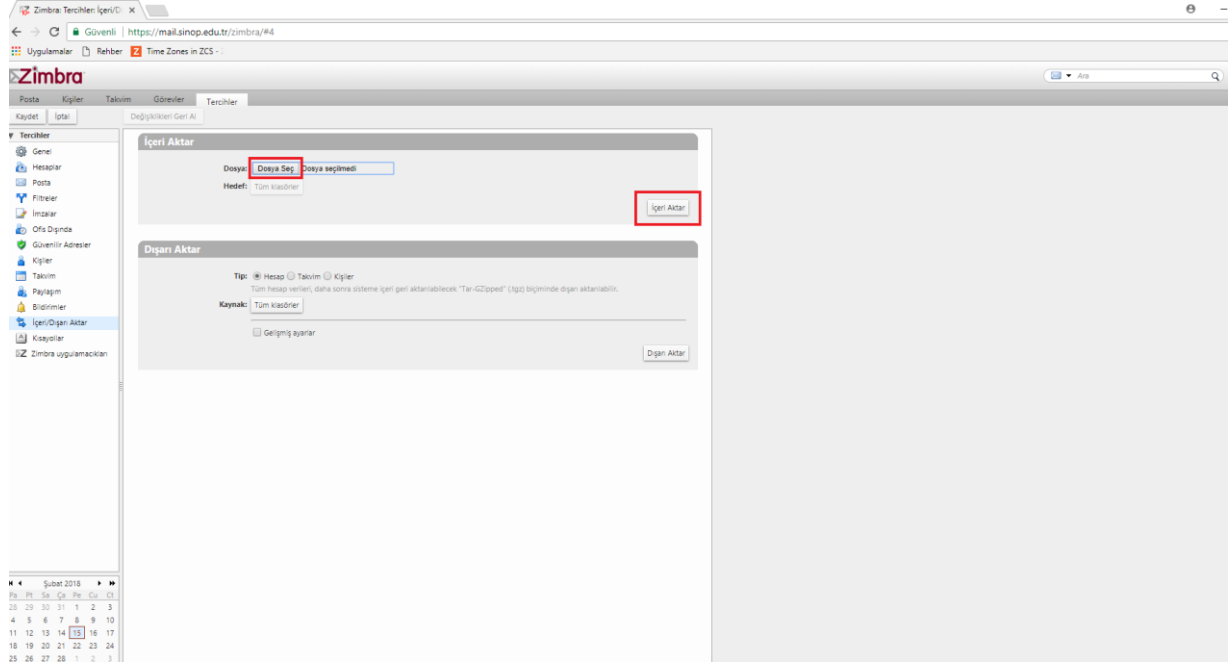 Zimbra: Tercihler: İçeri/D
Güvenli https://mail.sinop.edu.tr/zimbra/#4
Uygulamalar Rehber Time Zones in ZCS -
Zimbra
Ara
Posta Kişiler Takvim Görevler Tercihler
Kaydet İptal Değişiklikleri Geri Al
Tercihler
Genel
Hesaplar
Posta
Filtreler
İmzalar
Ofis Dışında
Güvenilir Adresler
Kişiler
Takvim
Paylaşım
Bildirimler
İçeri/Dışarı Aktar
Kısayollar
Zimbra uygulamacıkları
İçeri Aktar
Dosya: Dosya Seç Dosya seçilmedi
Hedef: Tüm klasörler
İçeri Aktar
Dışarı Aktar
Tip: Hesap Takvim Kişiler
Tüm hesap verileri, daha sonra sisteme içeri geri aktarılabilecek "Tar-GZipped" (.tgz) biçiminde dışarı aktarılabilir.
Kaynak: Tüm klasörler
Gelişmiş ayarlar
Dışarı Aktar
Şubat 2018
Pa Pt Sa Ça Pe Cu Ct
28 29 30 31 1 2 3
4 5 6 7 8 9 10
11 12 13 14 15 16 17
18 19 20 21 22 23 24
25 26 27 28 1 2 3